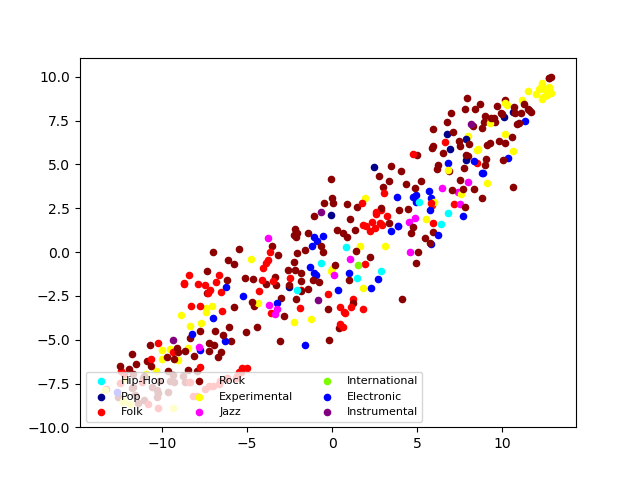 10.0
7.5
5.0
2.5
0.0
−2.5
−5.0
−7.5
−10.0
Hip-Hop Rock International
Pop Experimental Electronic
Folk Jazz Instrumental
−10 −5 0 5 10